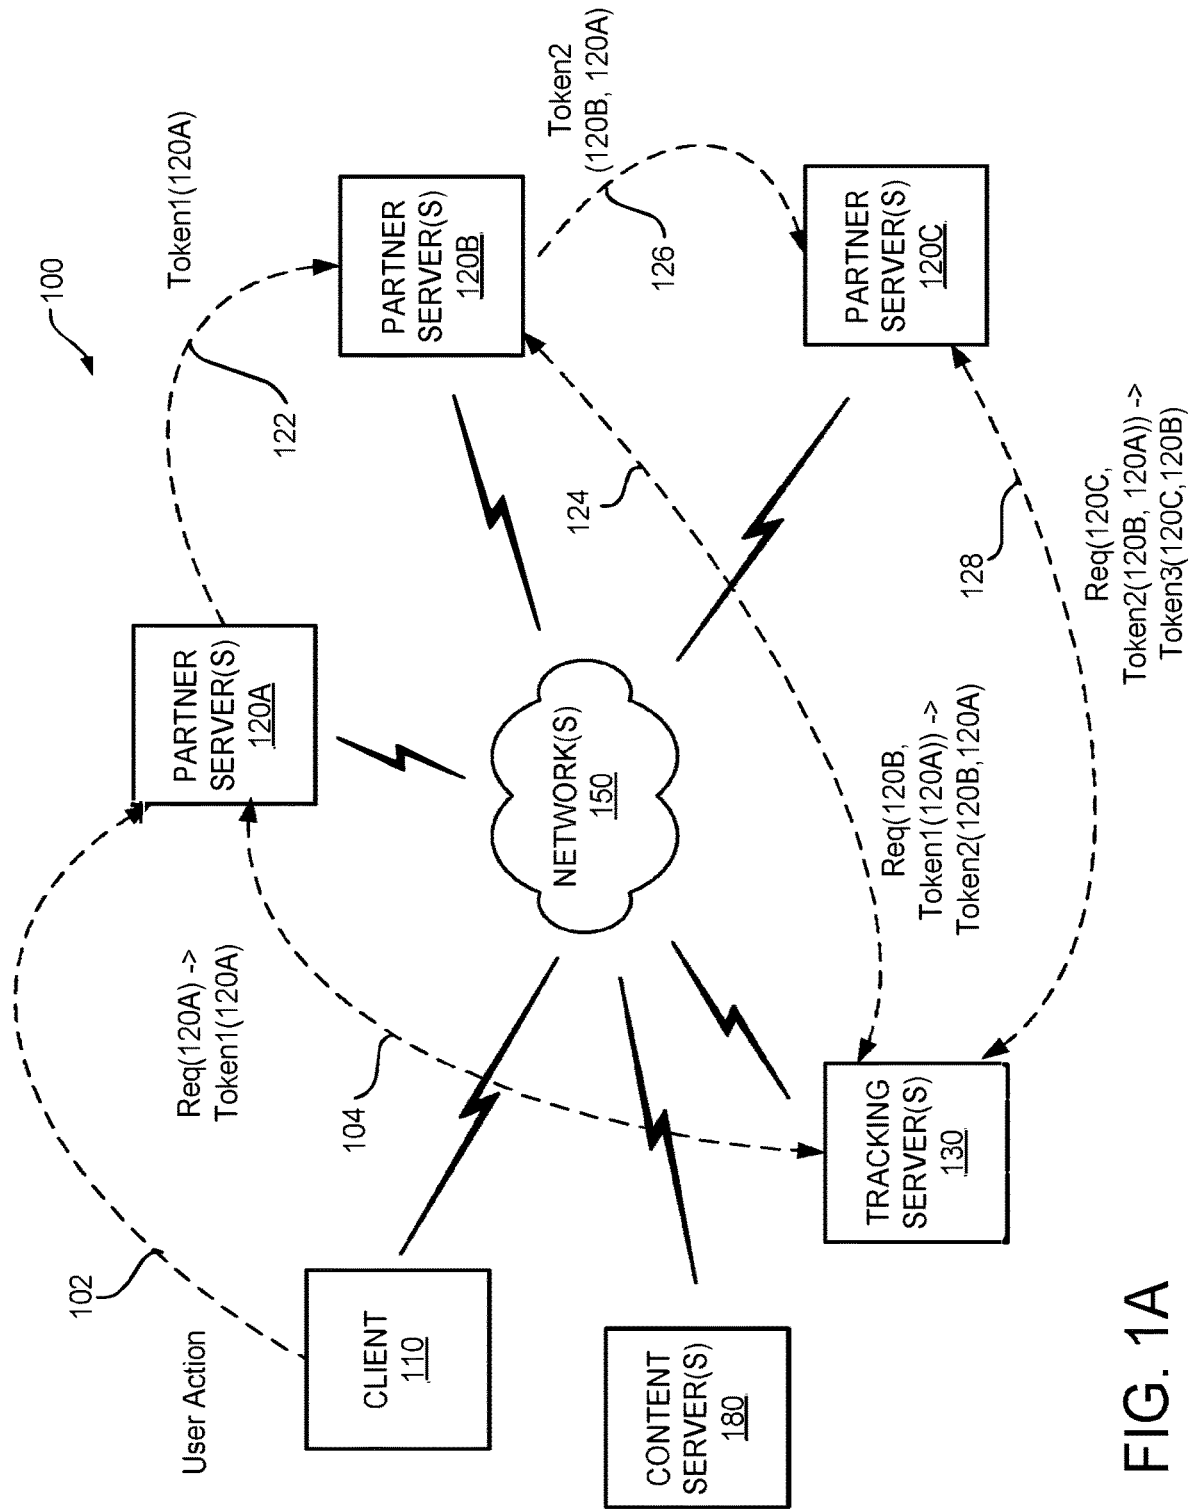 100
User Action
102
Req(120A) ->
Token1(120A)
104
Token1(120A)
122
CLIENT
110
PARTNER
SERVER(S)
120A
PARTNER
SERVER(S)
120B
Token2
(120B, 120A)
126
124
NETWORK(S)
150
CONTENT
SERVER(S)
180
TRACKING
SERVER(S)
130
Req(120B,
Token1(120A)) ->
Token2(120B,120A)
PARTNER
SERVER(S)
120C
128
Req(120C,
Token2(120B, 120A)) ->
Token3(120C,120B)
FIG. 1A